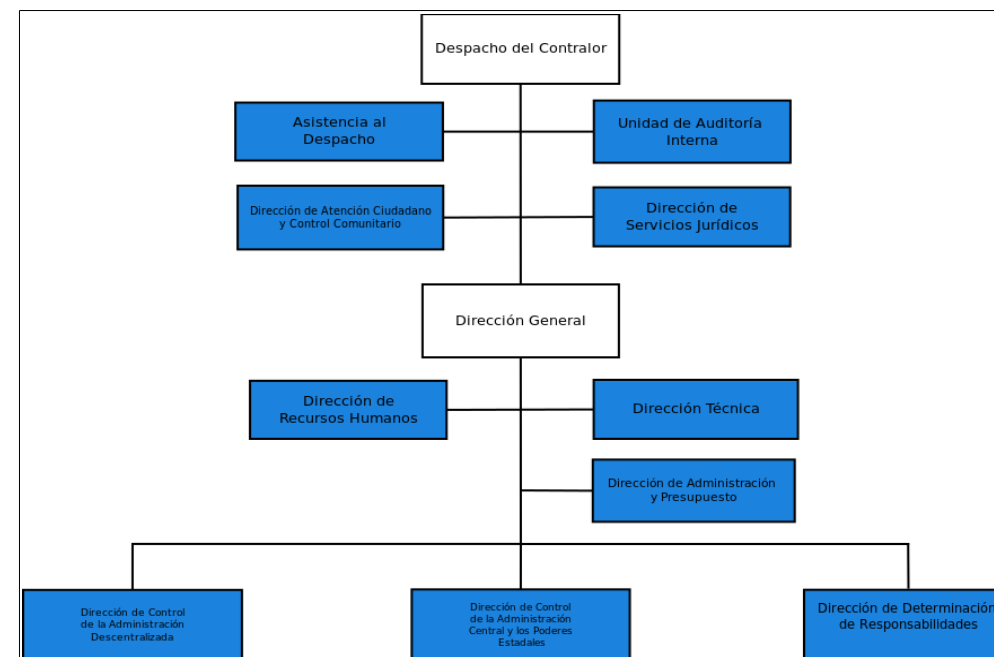 Despacho del Contralor
Asistencia al
Despacho
Unidad de Auditoría
Interna
Dirección de Atención Ciudadano
y Control Comunitario
Dirección de
Servicios Jurídicos
Dirección General
Dirección de
Recursos Humanos
Dirección Técnica
Dirección de Administración
y Presupuesto
Dirección de Control
de la Administración
Descentralizada
Dirección de Control
de la Administración
Central y los Poderes
Estadales
Dirección de Determinación
de Responsabilidades